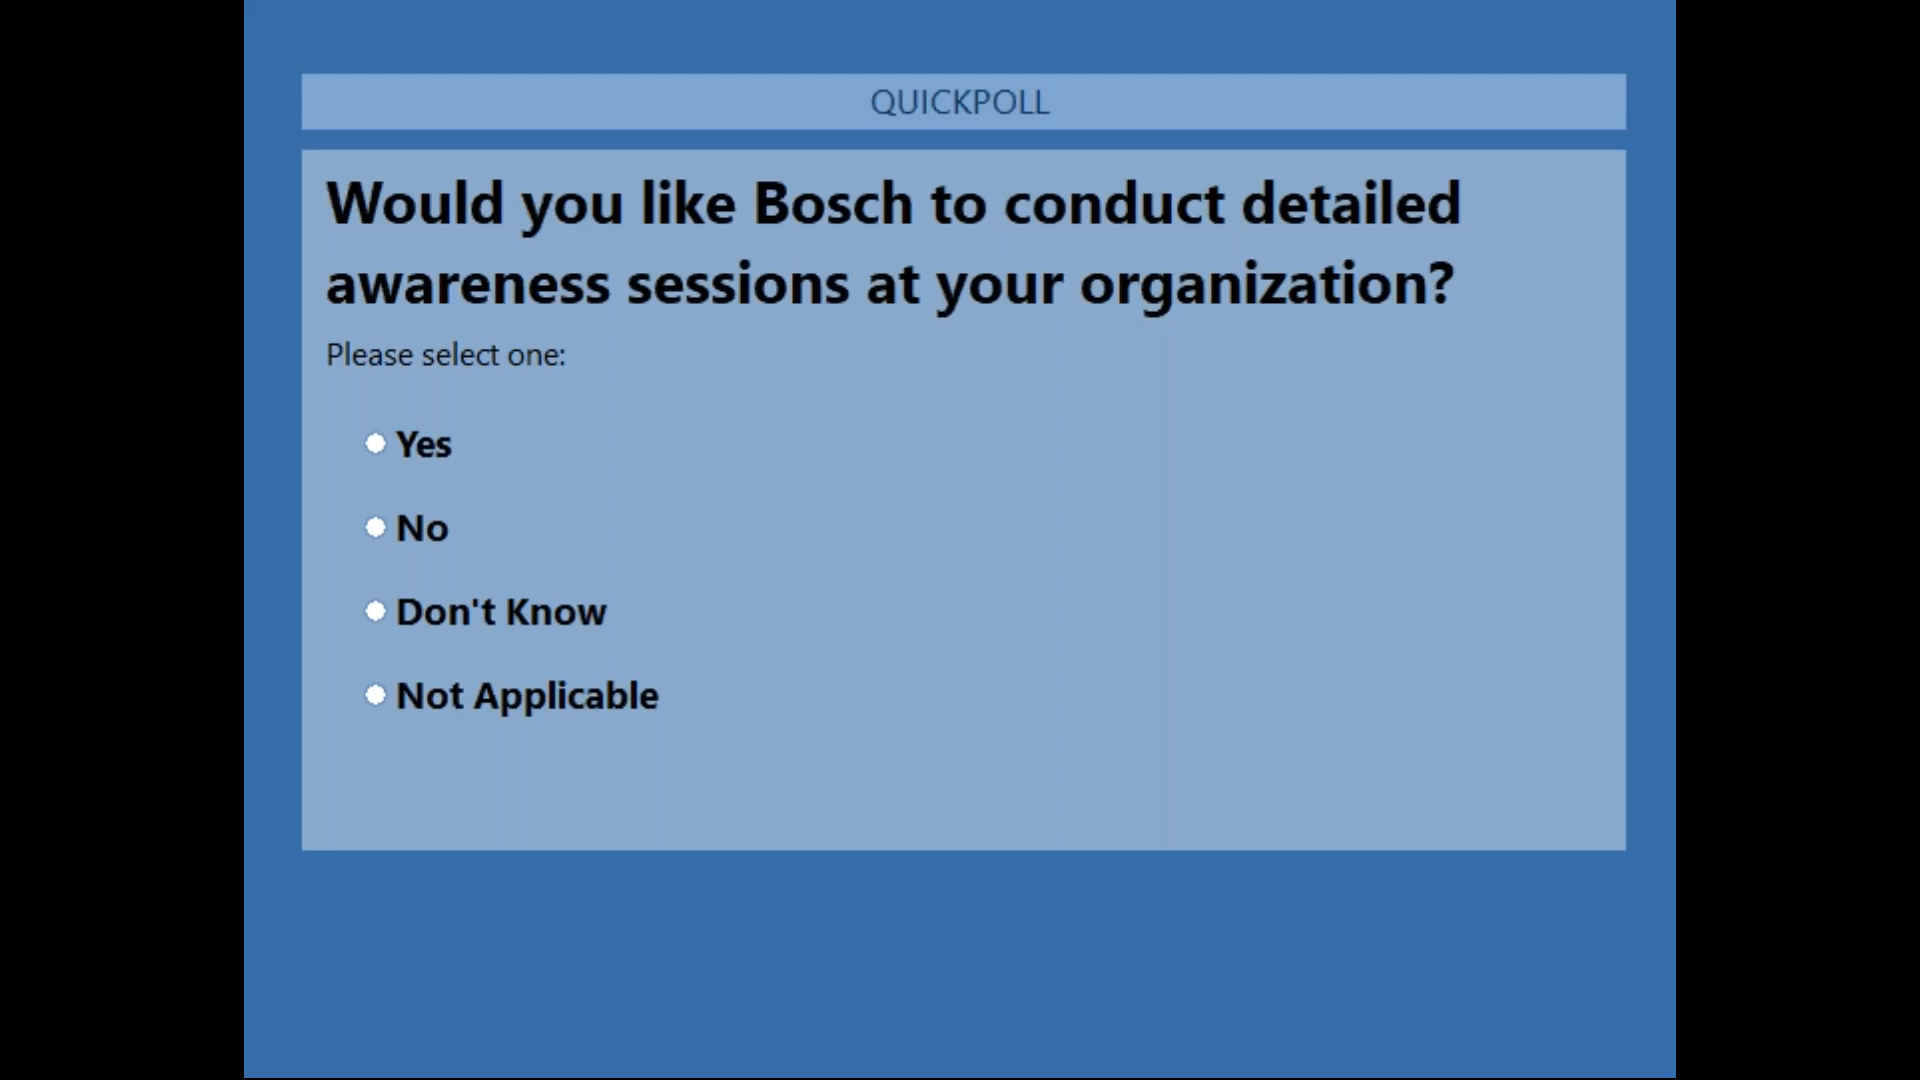 QUICKPOLL
Would you like Bosch to conduct detailed
awareness sessions at your organization?
Please select one:
Yes
No
Don't Know
Not Applicable